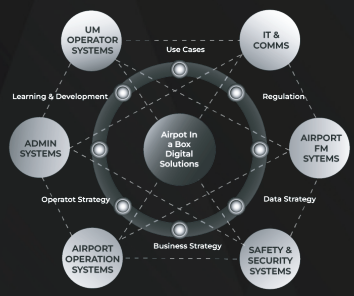 UM
OPERATOR
SYSTEMS
IT &
COMMS
Use Cases
Learning & Development
Regulation
Airpot In
a Box
Digital
Solutions
ADMIN
SYSTEMS
AIRPORT
FM
SYTEMS
Operatot Strategy
Data Strategy
Business Strategy
AIRPORT
OPERATION
SYSTEMS
SAFETY &
SECURITY
SYSTEMS